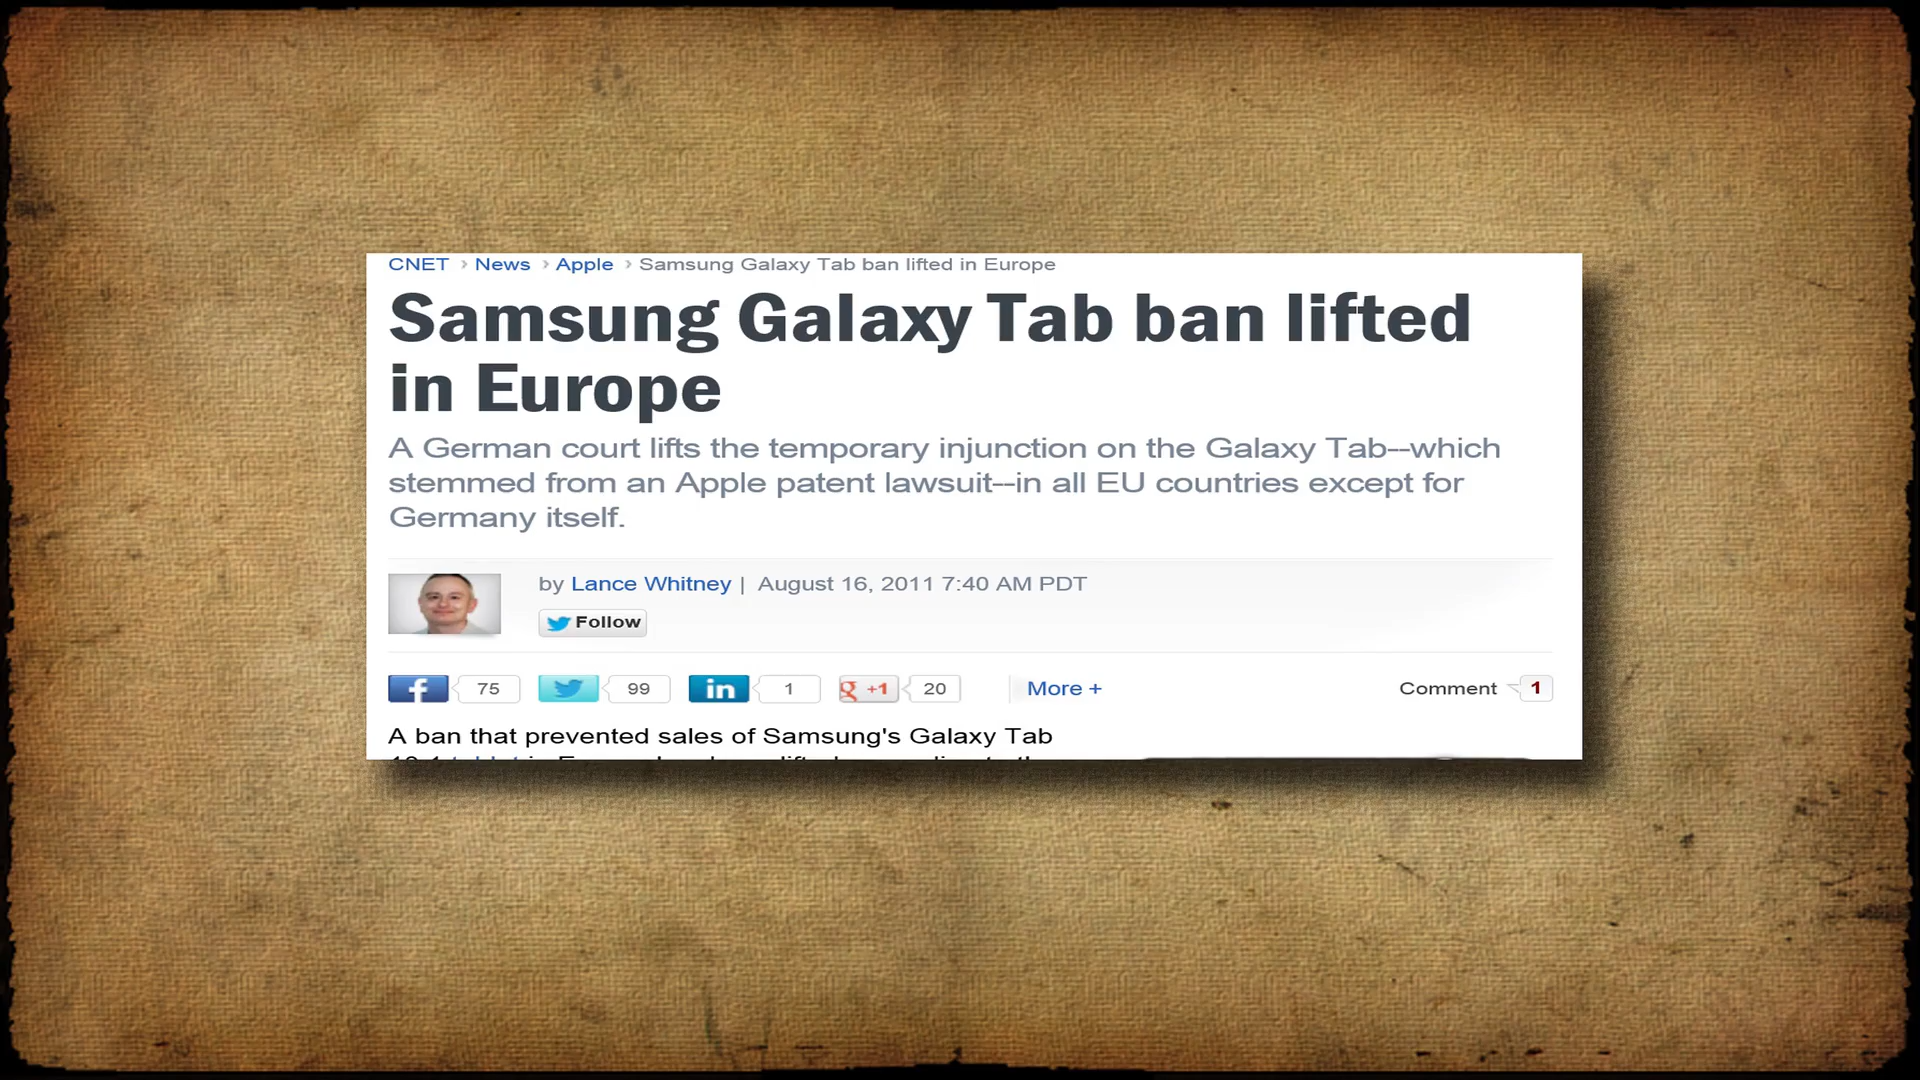 CNET › News › Apple › Samsung Galaxy Tab ban lifted in Europe
Samsung Galaxy Tab ban lifted
in Europe
A German court lifts the temporary injunction on the Galaxy Tab--which
stemmed from an Apple patent lawsuit--in all EU countries except for
Germany itself.
by Lance Whitney | August 16, 2011 7:40 AM PDT
Follow
f 75 99 in 1 g +1 20 More + Comment 1
A ban that prevented sales of Samsung's Galaxy Tab